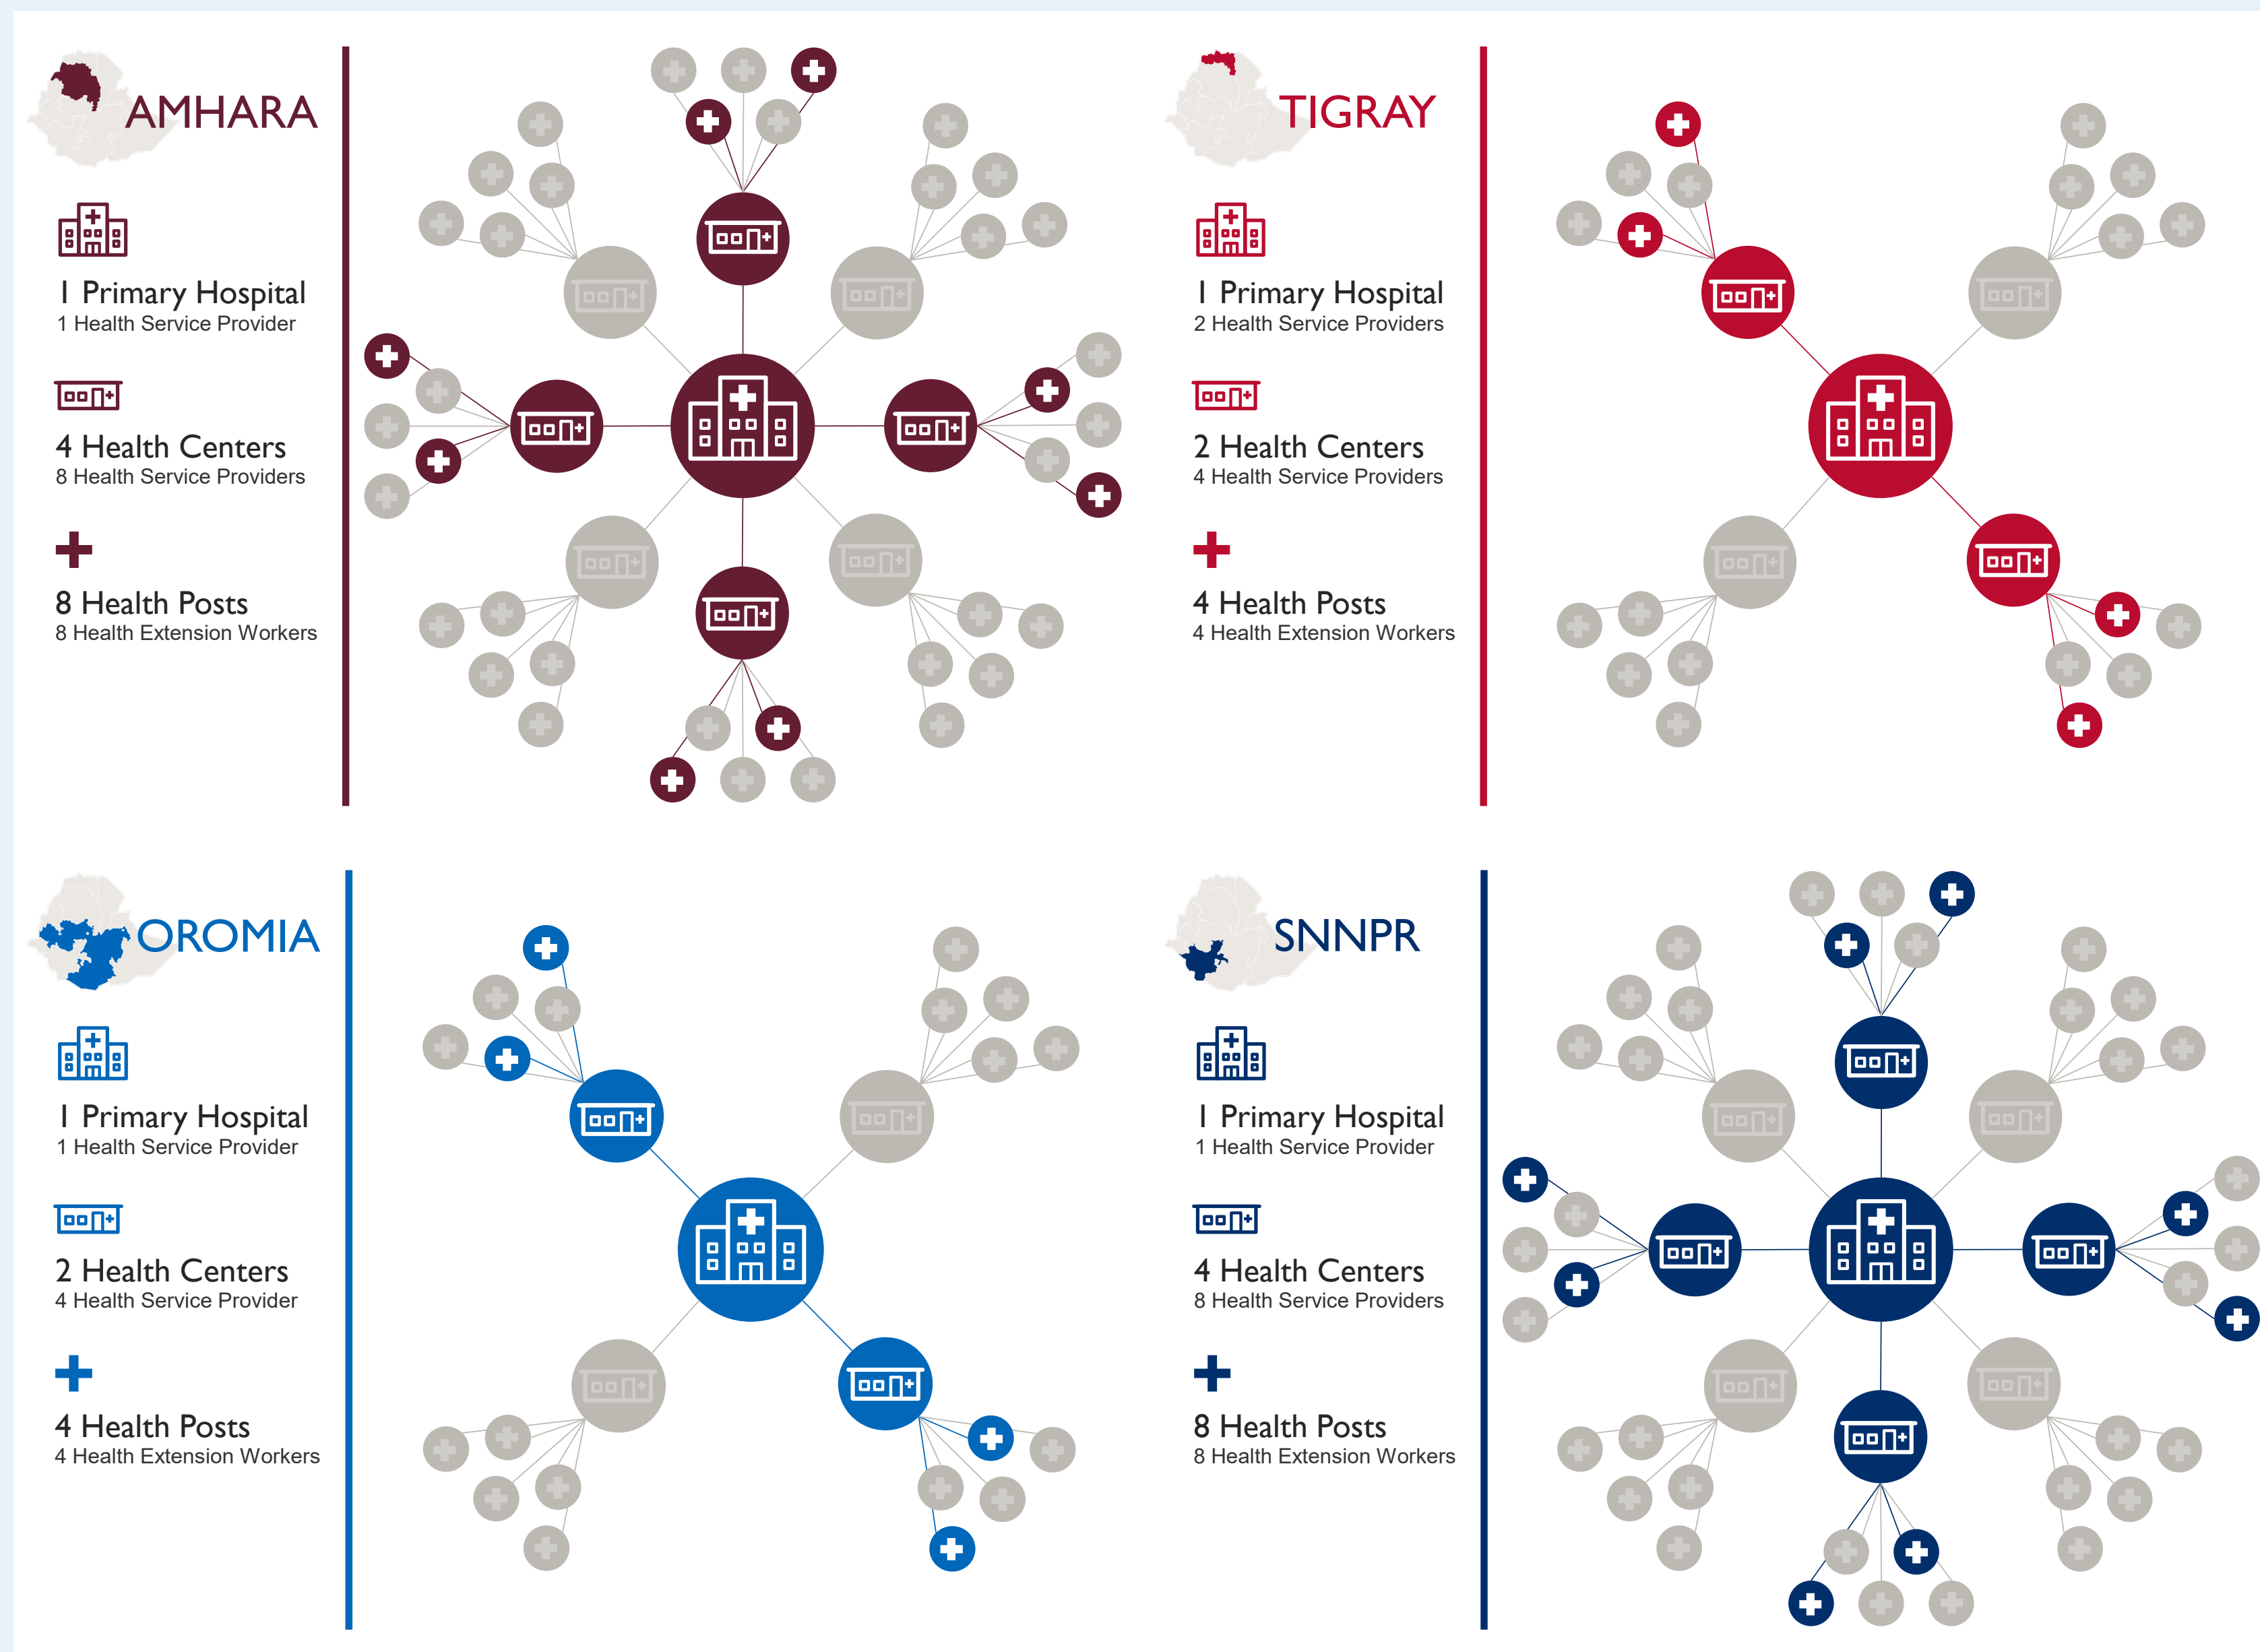 AMHARA
1 Primary Hospital
1 Health Service Provider
4 Health Centers
8 Health Service Providers
8 Health Posts
8 Health Extension Workers
TIGRAY
1 Primary Hospital
2 Health Service Providers
2 Health Centers
4 Health Service Providers
4 Health Posts
4 Health Extension Workers
OROMIA
1 Primary Hospital
1 Health Service Provider
2 Health Centers
4 Health Service Provider
4 Health Posts
4 Health Extension Workers
SNNPR
1 Primary Hospital
1 Health Service Provider
4 Health Centers
8 Health Service Providers
8 Health Posts
8 Health Extension Workers